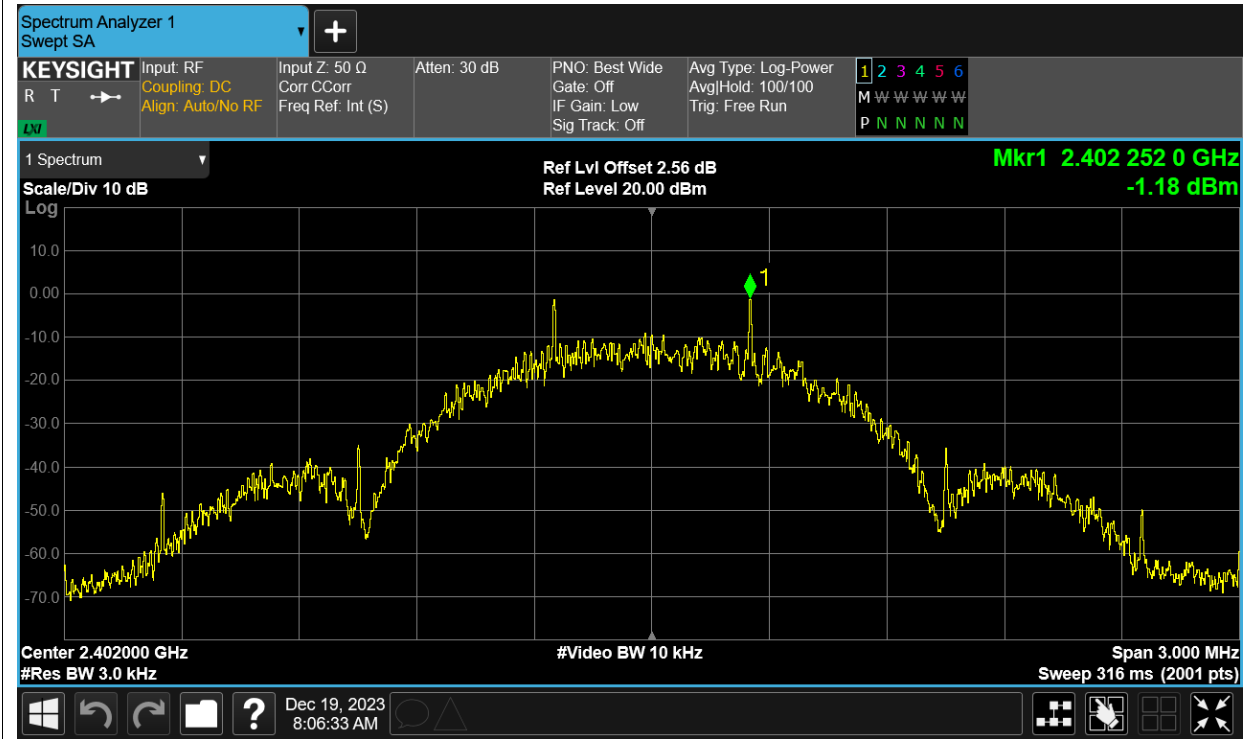 Spectrum Analyzer 1
Swept SA
KEYSIGHT
R T
LXI
Input: RF
Coupling: DC
Align: Auto/No RF
Input Z: 50 Ω
Corr CCorr
Freq Ref: Int (S)
Atten: 30 dB
PNO: Best Wide
Gate: Off
IF Gain: Low
Sig Track: Off
Avg Type: Log-Power
Avg|Hold: 100/100
Trig: Free Run
1 2 3 4 5 6
M W W W W W
P N N N N N
1 Spectrum
Scale/Div 10 dB
Ref Lvl Offset 2.56 dB
Ref Level 20.00 dBm
Mkr1 2.402 252 0 GHz
-1.18 dBm
Log
10.0
0.00
-10.0
-20.0
-30.0
-40.0
-50.0
-60.0
-70.0
1
Center 2.402000 GHz
#Res BW 3.0 kHz
#Video BW 10 kHz
Span 3.000 MHz
Sweep 316 ms (2001 pts)
?
Dec 19, 2023
8:06:33 AM